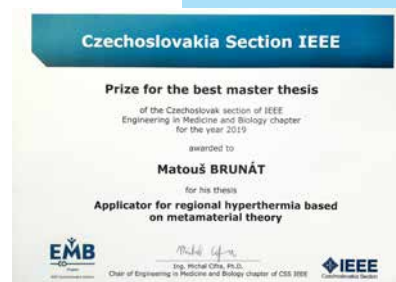 Czechoslovakia Section IEEE
Prize for the best master thesis
of the Czechoslovak section of IEEE
Engineering in Medicine and Biology chapter
for the year 2019
awarded to
Matouš BRUNÁT
for his thesis
Applicator for regional hyperthermia based
on metamaterial theory
EMB
Ing. Michal Cifra, Ph.D.
Chair of Engineering in Medicine and Biology chapter of CSS IEEE
IEEE
Czechoslovakia Section